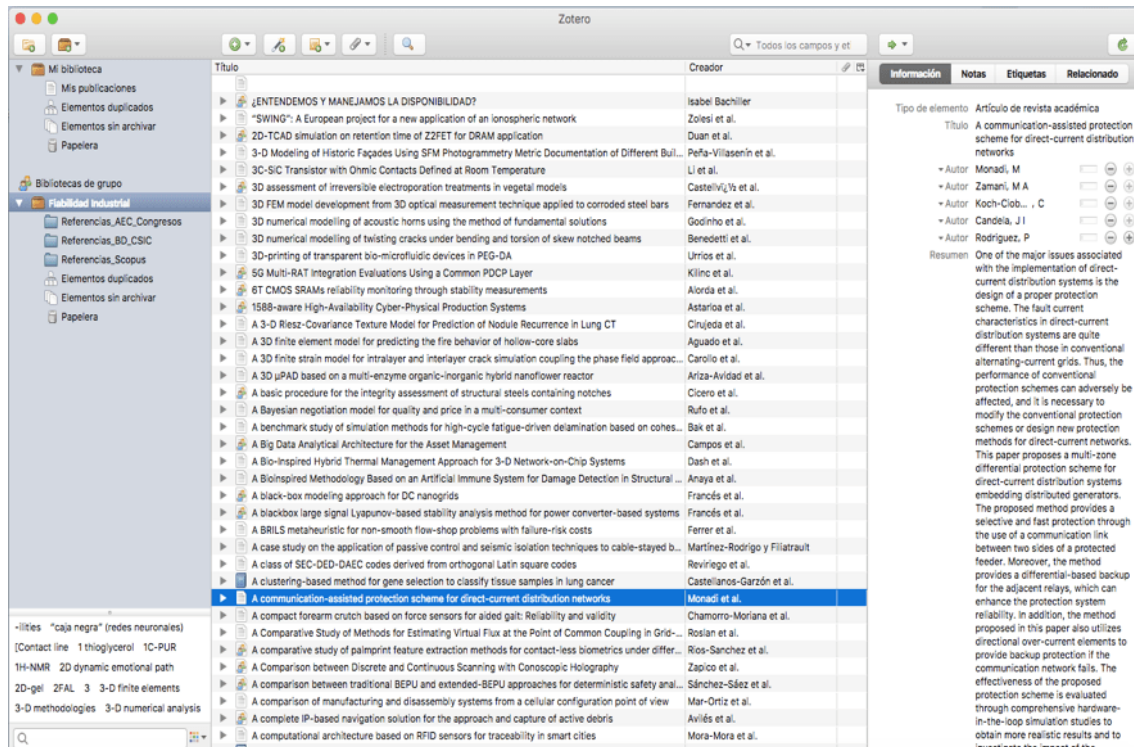 Zotero
Todos los campos y et
Mi biblioteca
Mis publicaciones
Elementos duplicados
Elementos sin archivar
Papelera
Bibliotecas de grupo
Fiabilidad Industrial
Referencias_AEC_Congresos
Referencias_BD_CSIC
Referencias_Scopus
Elementos duplicados
Elementos sin archivar
Papelera
-ilities "caja negra" (redes neuronales)
[Contact line 1 thioglycerol 1C-PUR
1H-NMR 2D dynamic emotional path
2D-gel 2FAL 3 3-D finite elements
3-D methodologies 3-D numerical analysis
Título Creador
¿ENTENDEMOS Y MANEJAMOS LA DISPONIBILIDAD? Isabel Bachiller
"SWING": A European project for a new application of an ionospheric network Zolesi et al.
2D-TCAD simulation on retention time of Z2FET for DRAM application Duan et al.
3-D Modeling of Historic Façades Using SFM Photogrammetry Metric Documentation of Different Buil... Peña-Villasenín et al.
3C-SiC Transistor with Ohmic Contacts Defined at Room Temperature Li et al.
3D assessment of irreversible electroporation treatments in vegetal models Castellvï¿½ et al.
3D FEM model development from 3D optical measurement technique applied to corroded steel bars Fernandez et al.
3D numerical modelling of acoustic horns using the method of fundamental solutions Godinho et al.
3D numerical modelling of twisting cracks under bending and torsion of skew notched beams Benedetti et al.
3D-printing of transparent bio-microfluidic devices in PEG-DA Urrios et al.
5G Multi-RAT Integration Evaluations Using a Common PDCP Layer Kilinc et al.
6T CMOS SRAMs reliability monitoring through stability measurements Alorda et al.
1588-aware High-Availability Cyber-Physical Production Systems Astarloa et al.
A 3-D Riesz-Covariance Texture Model for Prediction of Nodule Recurrence in Lung CT Cirujeda et al.
A 3D finite element model for predicting the fire behavior of hollow-core slabs Aguado et al.
A 3D finite strain model for intralayer and interlayer crack simulation coupling the phase field approac... Carollo et al.
A 3D μPAD based on a multi-enzyme organic-inorganic hybrid nanoflower reactor Ariza-Avidad et al.
A basic procedure for the integrity assessment of structural steels containing notches Cicero et al.
A Bayesian negotiation model for quality and price in a multi-consumer context Rufo et al.
A benchmark study of simulation methods for high-cycle fatigue-driven delamination based on cohes... Bak et al.
A Big Data Analytical Architecture for the Asset Management Campos et al.
A Bio-Inspired Hybrid Thermal Management Approach for 3-D Network-on-Chip Systems Dash et al.
A Bioinspired Methodology Based on an Artificial Immune System for Damage Detection in Structural ... Anaya et al.
A black-box modeling approach for DC nanogrids Francés et al.
A blackbox large signal Lyapunov-based stability analysis method for power converter-based systems Francés et al.
A BRILS metaheuristic for non-smooth flow-shop problems with failure-risk costs Ferrer et al.
A case study on the application of passive control and seismic isolation techniques to cable-stayed b... Martínez-Rodrigo y Filiatrault
A class of SEC-DED-DAEC codes derived from orthogonal Latin square codes Reviriego et al.
A clustering-based method for gene selection to classify tissue samples in lung cancer Castellanos-Garzón et al.
A communication-assisted protection scheme for direct-current distribution networks Monadi et al.
A compact forearm crutch based on force sensors for aided gait: Reliability and validity Chamorro-Moriana et al.
A Comparative Study of Methods for Estimating Virtual Flux at the Point of Common Coupling in Grid-... Roslan et al.
A comparative study of palmprint feature extraction methods for contact-less biometrics under differ... Ríos-Sanchez et al.
A Comparison between Discrete and Continuous Scanning with Conoscopic Holography Zapico et al.
A comparison between traditional BEPU and extended-BEPU approaches for deterministic safety anal... Sánchez-Sáez et al.
A comparison of manufacturing and disassembly systems from a cellular configuration point of view Mar-Ortiz et al.
A complete IP-based navigation solution for the approach and capture of active debris Avilés et al.
A computational architecture based on RFID sensors for traceability in smart cities Mora-Mora et al.
Información Notas Etiquetas Relacionado
Tipo de elemento Artículo de revista académica
Título A communication-assisted protection
scheme for direct-current distribution
networks
Autor Monadi, M
Autor Zamani, M A
Autor Koch-Ciob... , C
Autor Candela, J I
Autor Rodriguez, P
Resumen One of the major issues associated
with the implementation of direct-
current distribution systems is the
design of a proper protection
scheme. The fault current
characteristics in direct-current
distribution systems are quite
different than those in conventional
alternating-current grids. Thus, the
performance of conventional
protection schemes can adversely be
affected, and it is necessary to
modify the conventional protection
schemes or design new protection
methods for direct-current networks.
This paper proposes a multi-zone
differential protection scheme for
direct-current distribution systems
embedding distributed generators.
The proposed method provides a
selective and fast protection through
the use of a communication link
between two sides of a protected
feeder. Moreover, the method
provides a differential-based backup
for the adjacent relays, which can
enhance the protection system
reliability. In addition, the method
proposed in this paper also utilizes
directional over-current elements to
provide backup protection if the
communication network fails. The
effectiveness of the proposed
protection scheme is evaluated
through comprehensive hardware-
in-the-loop simulation studies to
obtain more realistic results and to
investigate the impact of the